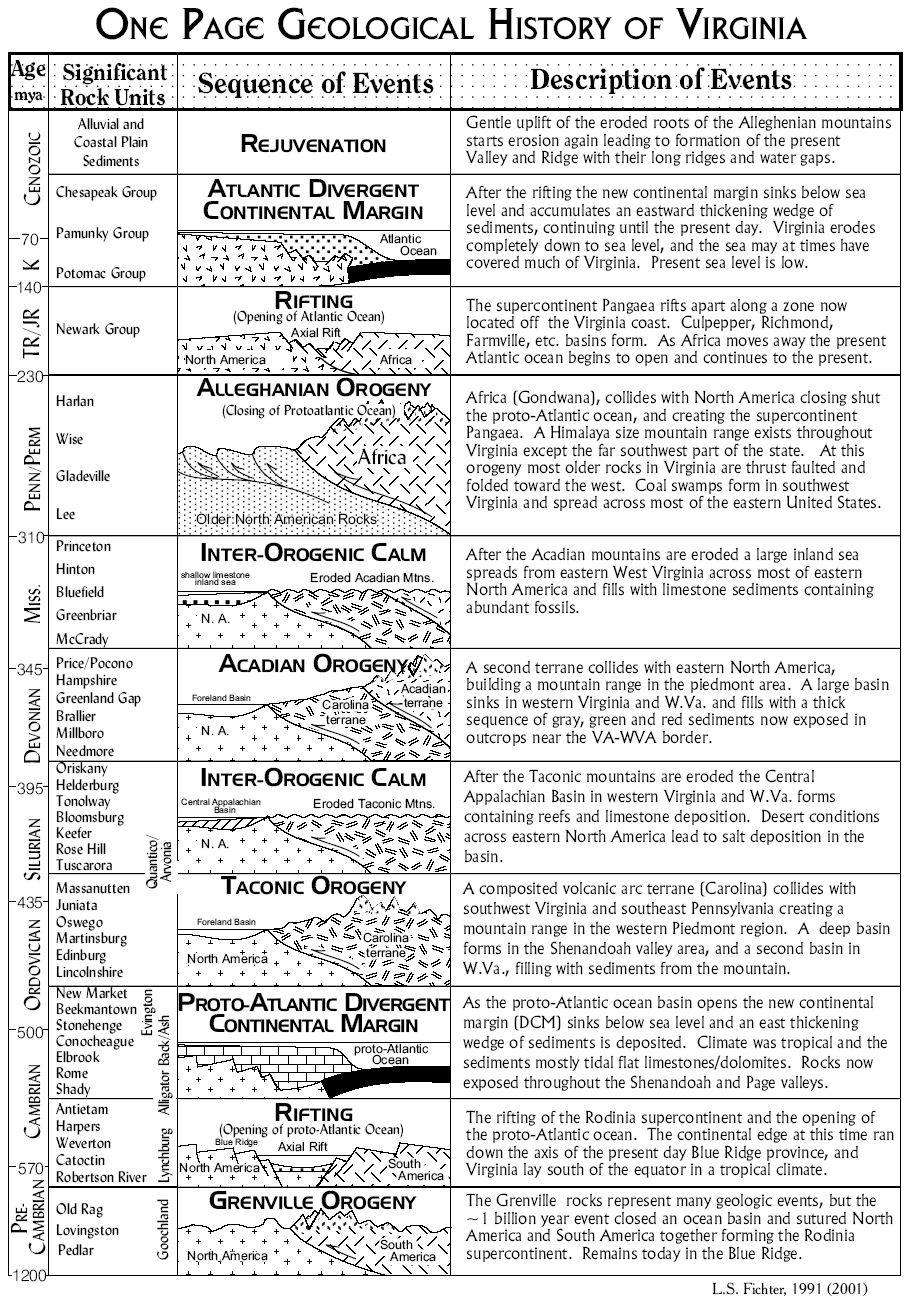 ONE PAGE GEOLOGICAL HISTORY OF VIRGINIA
Age
mya
Significant
Rock Units
Sequence of Events
Description of Events
CENOZOIC
Alluvial and
Coastal Plain
Sediments
REJUVENATION
Gentle uplift of the eroded roots of the Alleghenian mountains
starts erosion again leading to formation of the present
Valley and Ridge with their long ridges and water gaps.
Chesapeak Group
Pamunky Group
Potomac Group
70
K
140
ATLANTIC DIVERGENT
CONTINENTAL MARGIN
Atlantic
Ocean
After the rifting the new continental margin sinks below sea
level and accumulates an eastward thickening wedge of
sediments, continuing until the present day. Virginia erodes
completely down to sea level, and the sea may at times have
covered much of Virginia. Present sea level is low.
TR/JR
230
Newark Group
RIFTING
(Opening of Atlantic Ocean)
Axial Rift
North America
Africa
The supercontinent Pangaea rifts apart along a zone now
located off the Virginia coast. Culpepper, Richmond,
Farmville, etc. basins form. As Africa moves away the present
Atlantic ocean begins to open and continues to the present.
PENN/PERM
310
Harlan
Wise
Gladeville
Lee
ALLEGHANIAN OROGENY
(Closing of Protoatlantic Ocean)
Africa
Older North American Rocks
Africa (Gondwana), collides with North America closing shut
the proto-Atlantic ocean, and creating the supercontinent
Pangaea. A Himalaya size mountain range exists throughout
Virginia except the far southwest part of the state. At this
orogeny most older rocks in Virginia are thrust faulted and
folded toward the west. Coal swamps form in southwest
Virginia and spread across most of the eastern United States.
MISS.
345
Princeton
Hinton
Bluefield
Greenbriar
McCrady
INTER-OROGENIC CALM
shallow limestone
inland sea
Eroded Acadian Mtns.
N. A.
After the Acadian mountains are eroded a large inland sea
spreads from eastern West Virginia across most of eastern
North America and fills with limestone sediments containing
abundant fossils.
DEVONIAN
395
Price/Pocono
Hampshire
Greenland Gap
Brallier
Millboro
Needmore
ACADIAN OROGENY
Foreland Basin
N. A.
Carolina
terrane
Acadian
terrane
A second terrane collides with eastern North America,
building a mountain range in the piedmont area. A large basin
sinks in western Virginia and W.Va. and fills with a thick
sequence of gray, green and red sediments now exposed in
outcrops near the VA-WVA border.
SILURIAN
435
Oriskany
Helderburg
Tonolway
Bloomsburg
Keefer
Rose Hill
Tuscarora
Quantico/
Arvonia
INTER-OROGENIC CALM
Central Appalachian
Basin
Eroded Taconic Mtns.
N. A.
After the Taconic mountains are eroded the Central
Appalachian Basin in western Virginia and W.Va. forms
containing reefs and limestone deposition. Desert conditions
across eastern North America lead to salt deposition in the
basin.
ORDOVICIAN
500
Massanutten
Juniata
Oswego
Martinsburg
Edinburg
Lincolnshire
TACONIC OROGENY
Foreland Basin
North America
Carolina
terrane
A composited volcanic arc terrane (Carolina) collides with
southwest Virginia and southeast Pennsylvania creating a
mountain range in the western Piedmont region. A deep basin
forms in the Shenandoah valley area, and a second basin in
W.Va., filling with sediments from the mountain.
New Market
Beekmantown
Stonehenge
Conocheague
Elbrook
Rome
Shady
Evington
Alligator Back/Ash
PROTO-ATLANTIC DIVERGENT
CONTINENTAL MARGIN
proto-Atlantic
Ocean
As the proto-Atlantic ocean basin opens the new continental
margin (DCM) sinks below sea level and an east thickening
wedge of sediments is deposited. Climate was tropical and the
sediments mostly tidal flat limestones/dolomites. Rocks now
exposed throughout the Shenandoah and Page valleys.
CAMBRIAN
570
Antietam
Harpers
Weverton
Catoctin
Robertson River
Lynchburg
RIFTING
(Opening of proto-Atlantic Ocean)
Blue Ridge
Axial Rift
North America
South
America
The rifting of the Rodinia supercontinent and the opening of
the proto-Atlantic ocean. The continental edge at this time ran
down the axis of the present day Blue Ridge province, and
Virginia lay south of the equator in a tropical climate.
PRE-
CAMBRIAN
1200
Old Rag
Lovingston
Pedlar
Goochland
GRENVILLE OROGENY
North America
South
America
The Grenville rocks represent many geologic events, but the
~1 billion year event closed an ocean basin and sutured North
America and South America together forming the Rodinia
supercontinent. Remains today in the Blue Ridge.
L.S. Fichter, 1991 (2001)